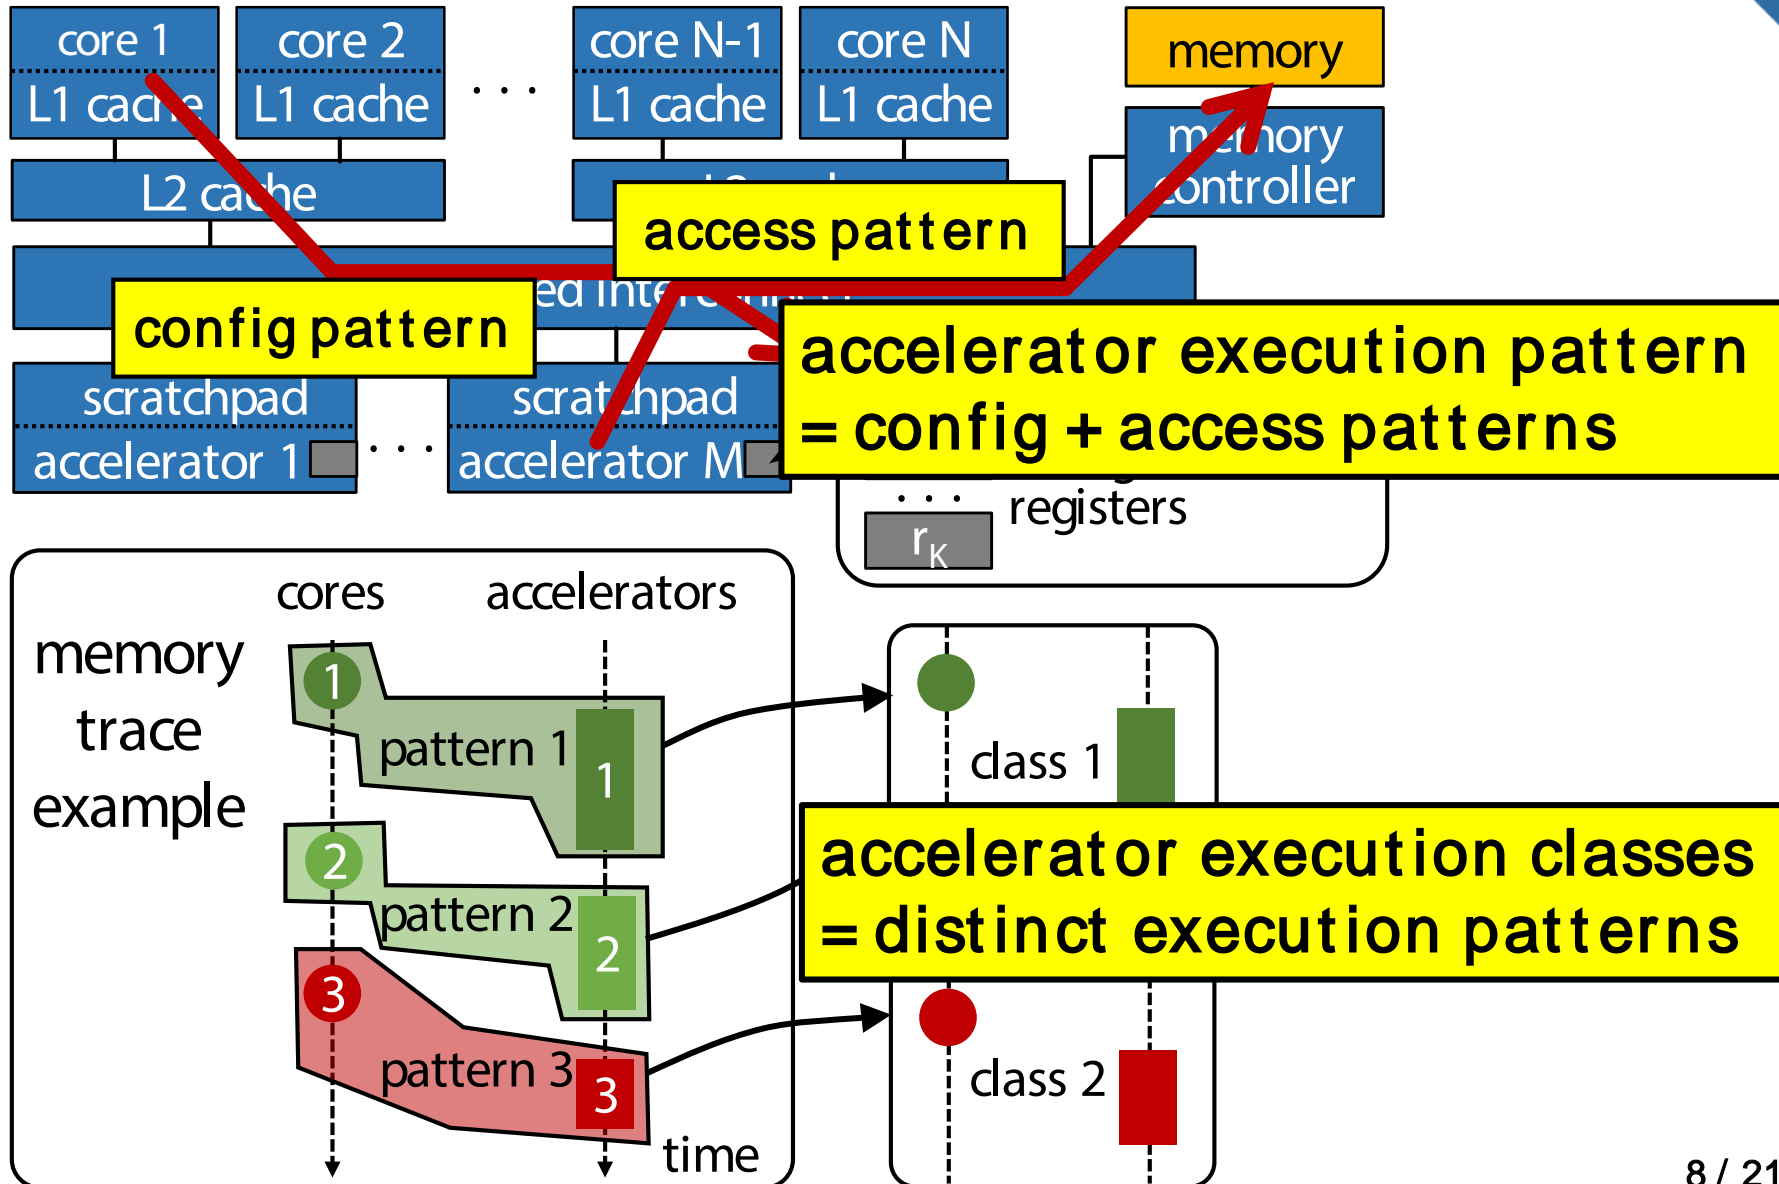 core 1
core 2
core N-1
core N
memory
L1 cache
L1 cache
. . .
L1 cache
L1 cache
memory
controller
L2 cache
access pattern
config pattern
accelerator execution pattern
= config + access patterns
scratchpad
scratchpad
accelerator 1
. . .
accelerator M
. . .
registers
rK
cores
accelerators
memory
trace
example
1
pattern 1
1
class 1
2
pattern 2
2
accelerator execution classes
= distinct execution patterns
3
pattern 3
3
class 2
time
8 / 21